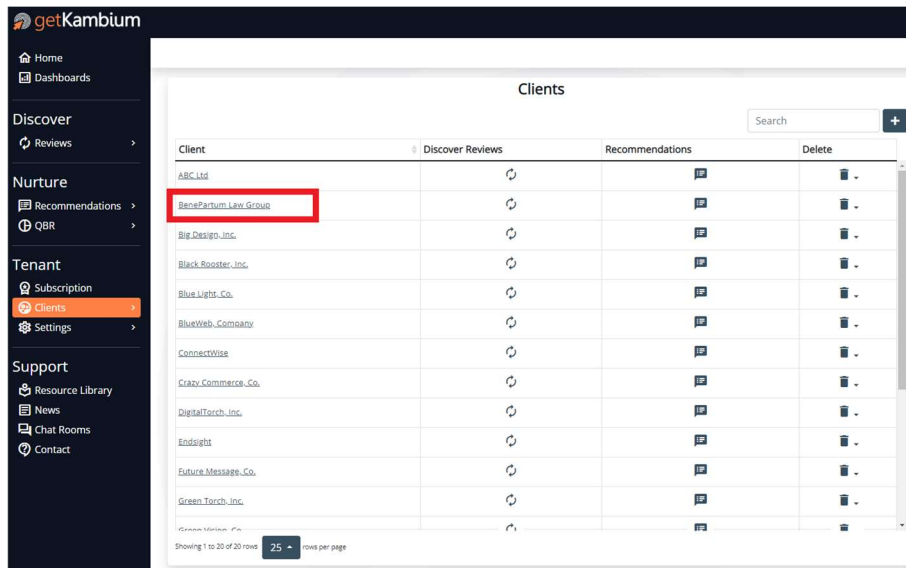 getKambium
Home
Dashboards
Discover
Reviews
Nurture
Recommendations
QBR
Tenant
Subscription
Clients
Settings
Support
Resource Library
News
Chat Rooms
Contact
Clients
Search
Client Discover Reviews Recommendations Delete
ABC Ltd
BenePartum Law Group
Big Design, Inc.
Black Rooster, Inc.
Blue Light, Co.
BlueWeb, Company
ConnectWise
Crazy Commerce, Co.
DigitalTorch, Inc.
Endsight
Future Message, Co.
Green Torch, Inc.
Green Vision, Co.
Showing 1 to 20 of 20 rows 25 rows per page